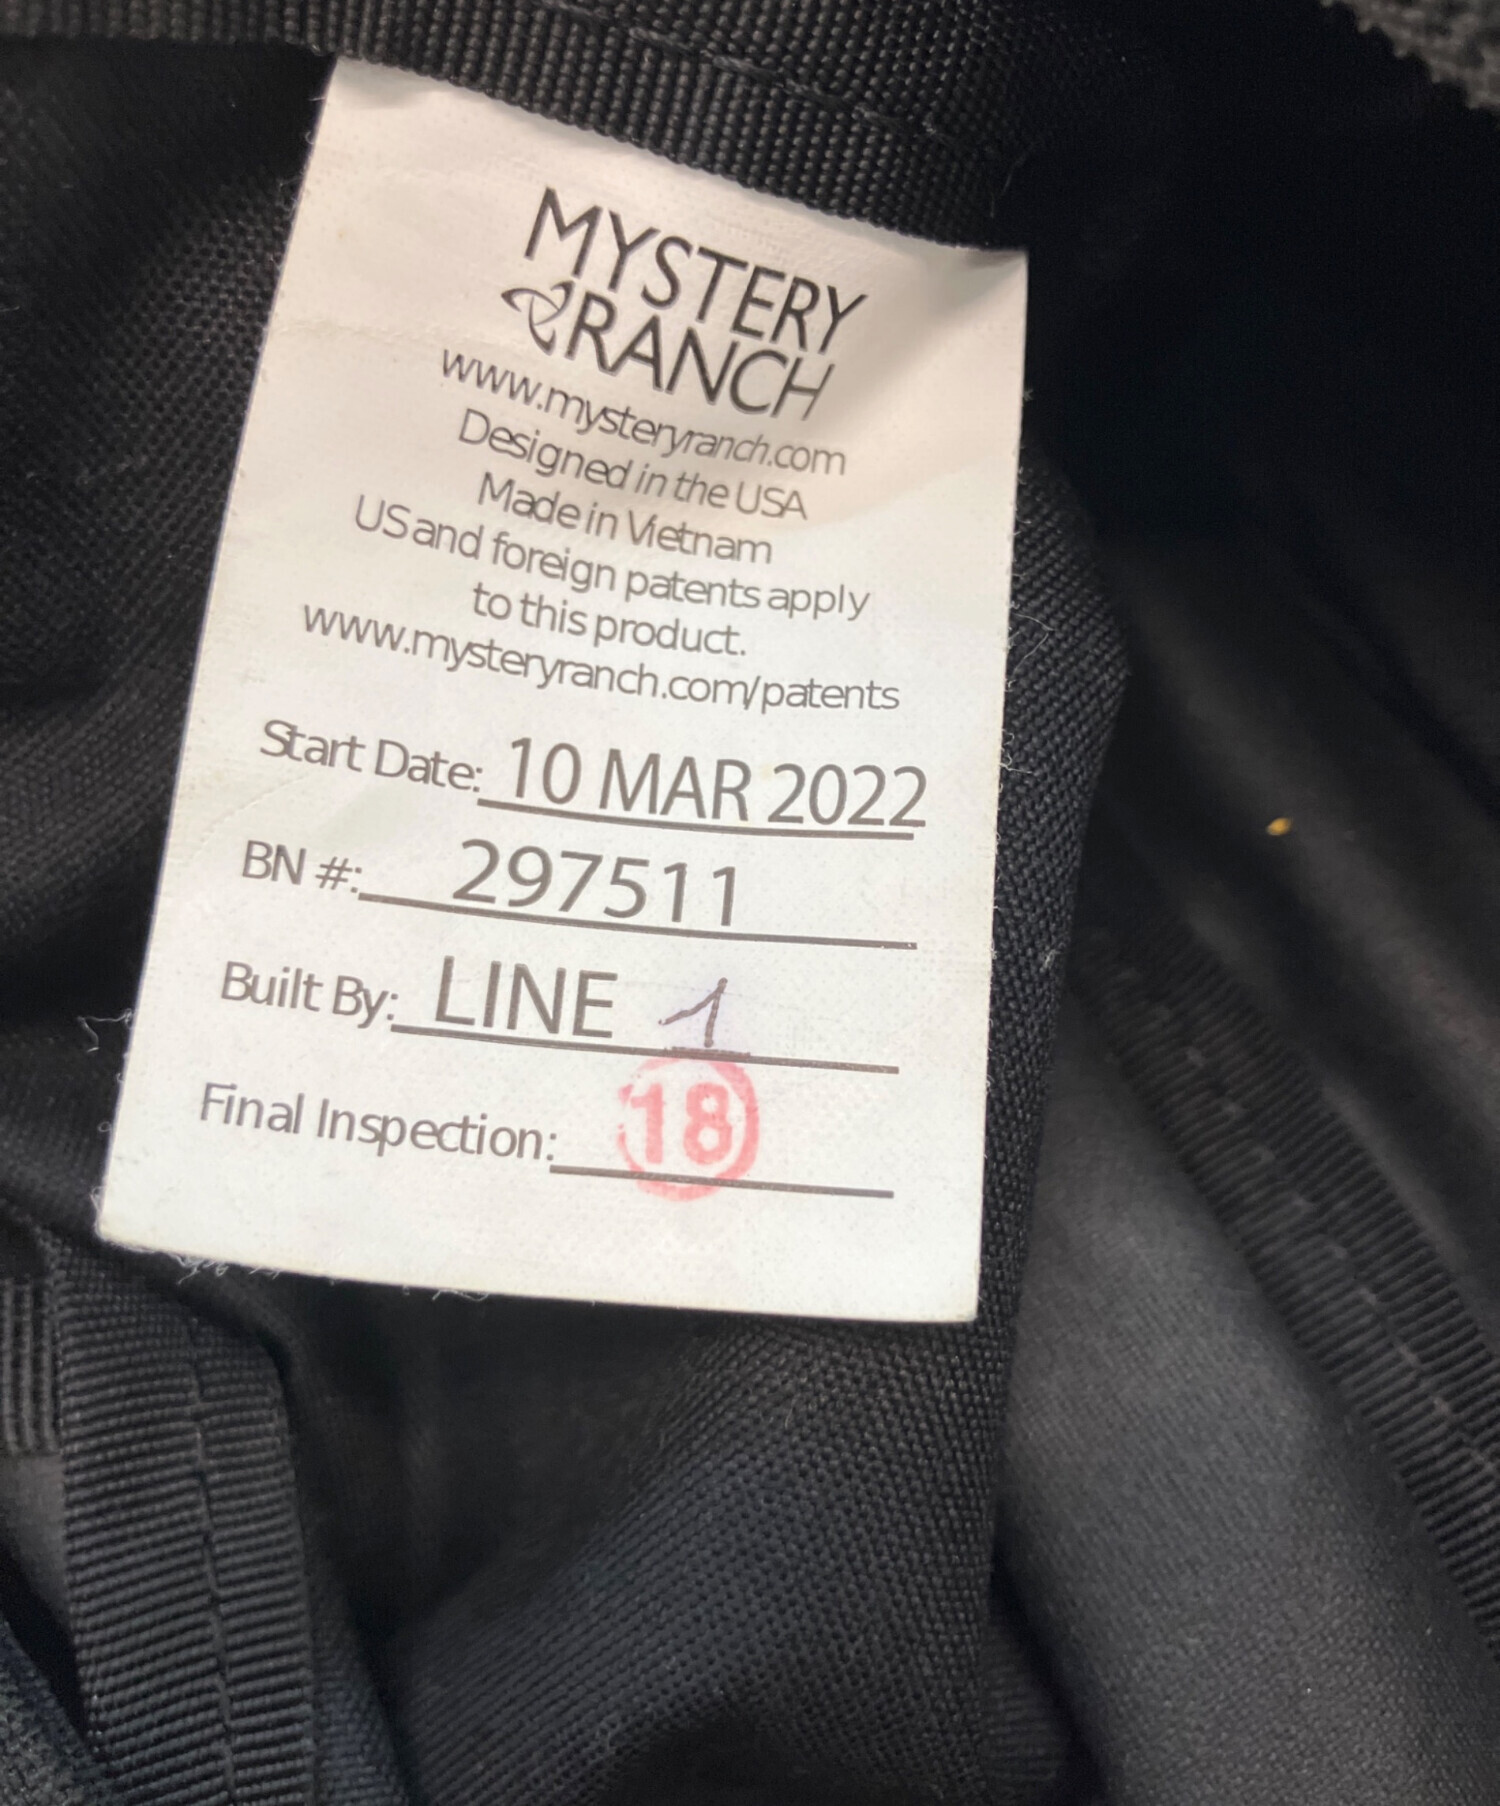 MYSTERY
RANCH
www.mysteryranch.com
Designed in the USA
Made in Vietnam
US and foreign patents apply
to this product.
www.mysteryranch.com/patents
Start Date: 10 MAR 2022
BN #: 297511
Built By: LINE 1
Final Inspection: 18